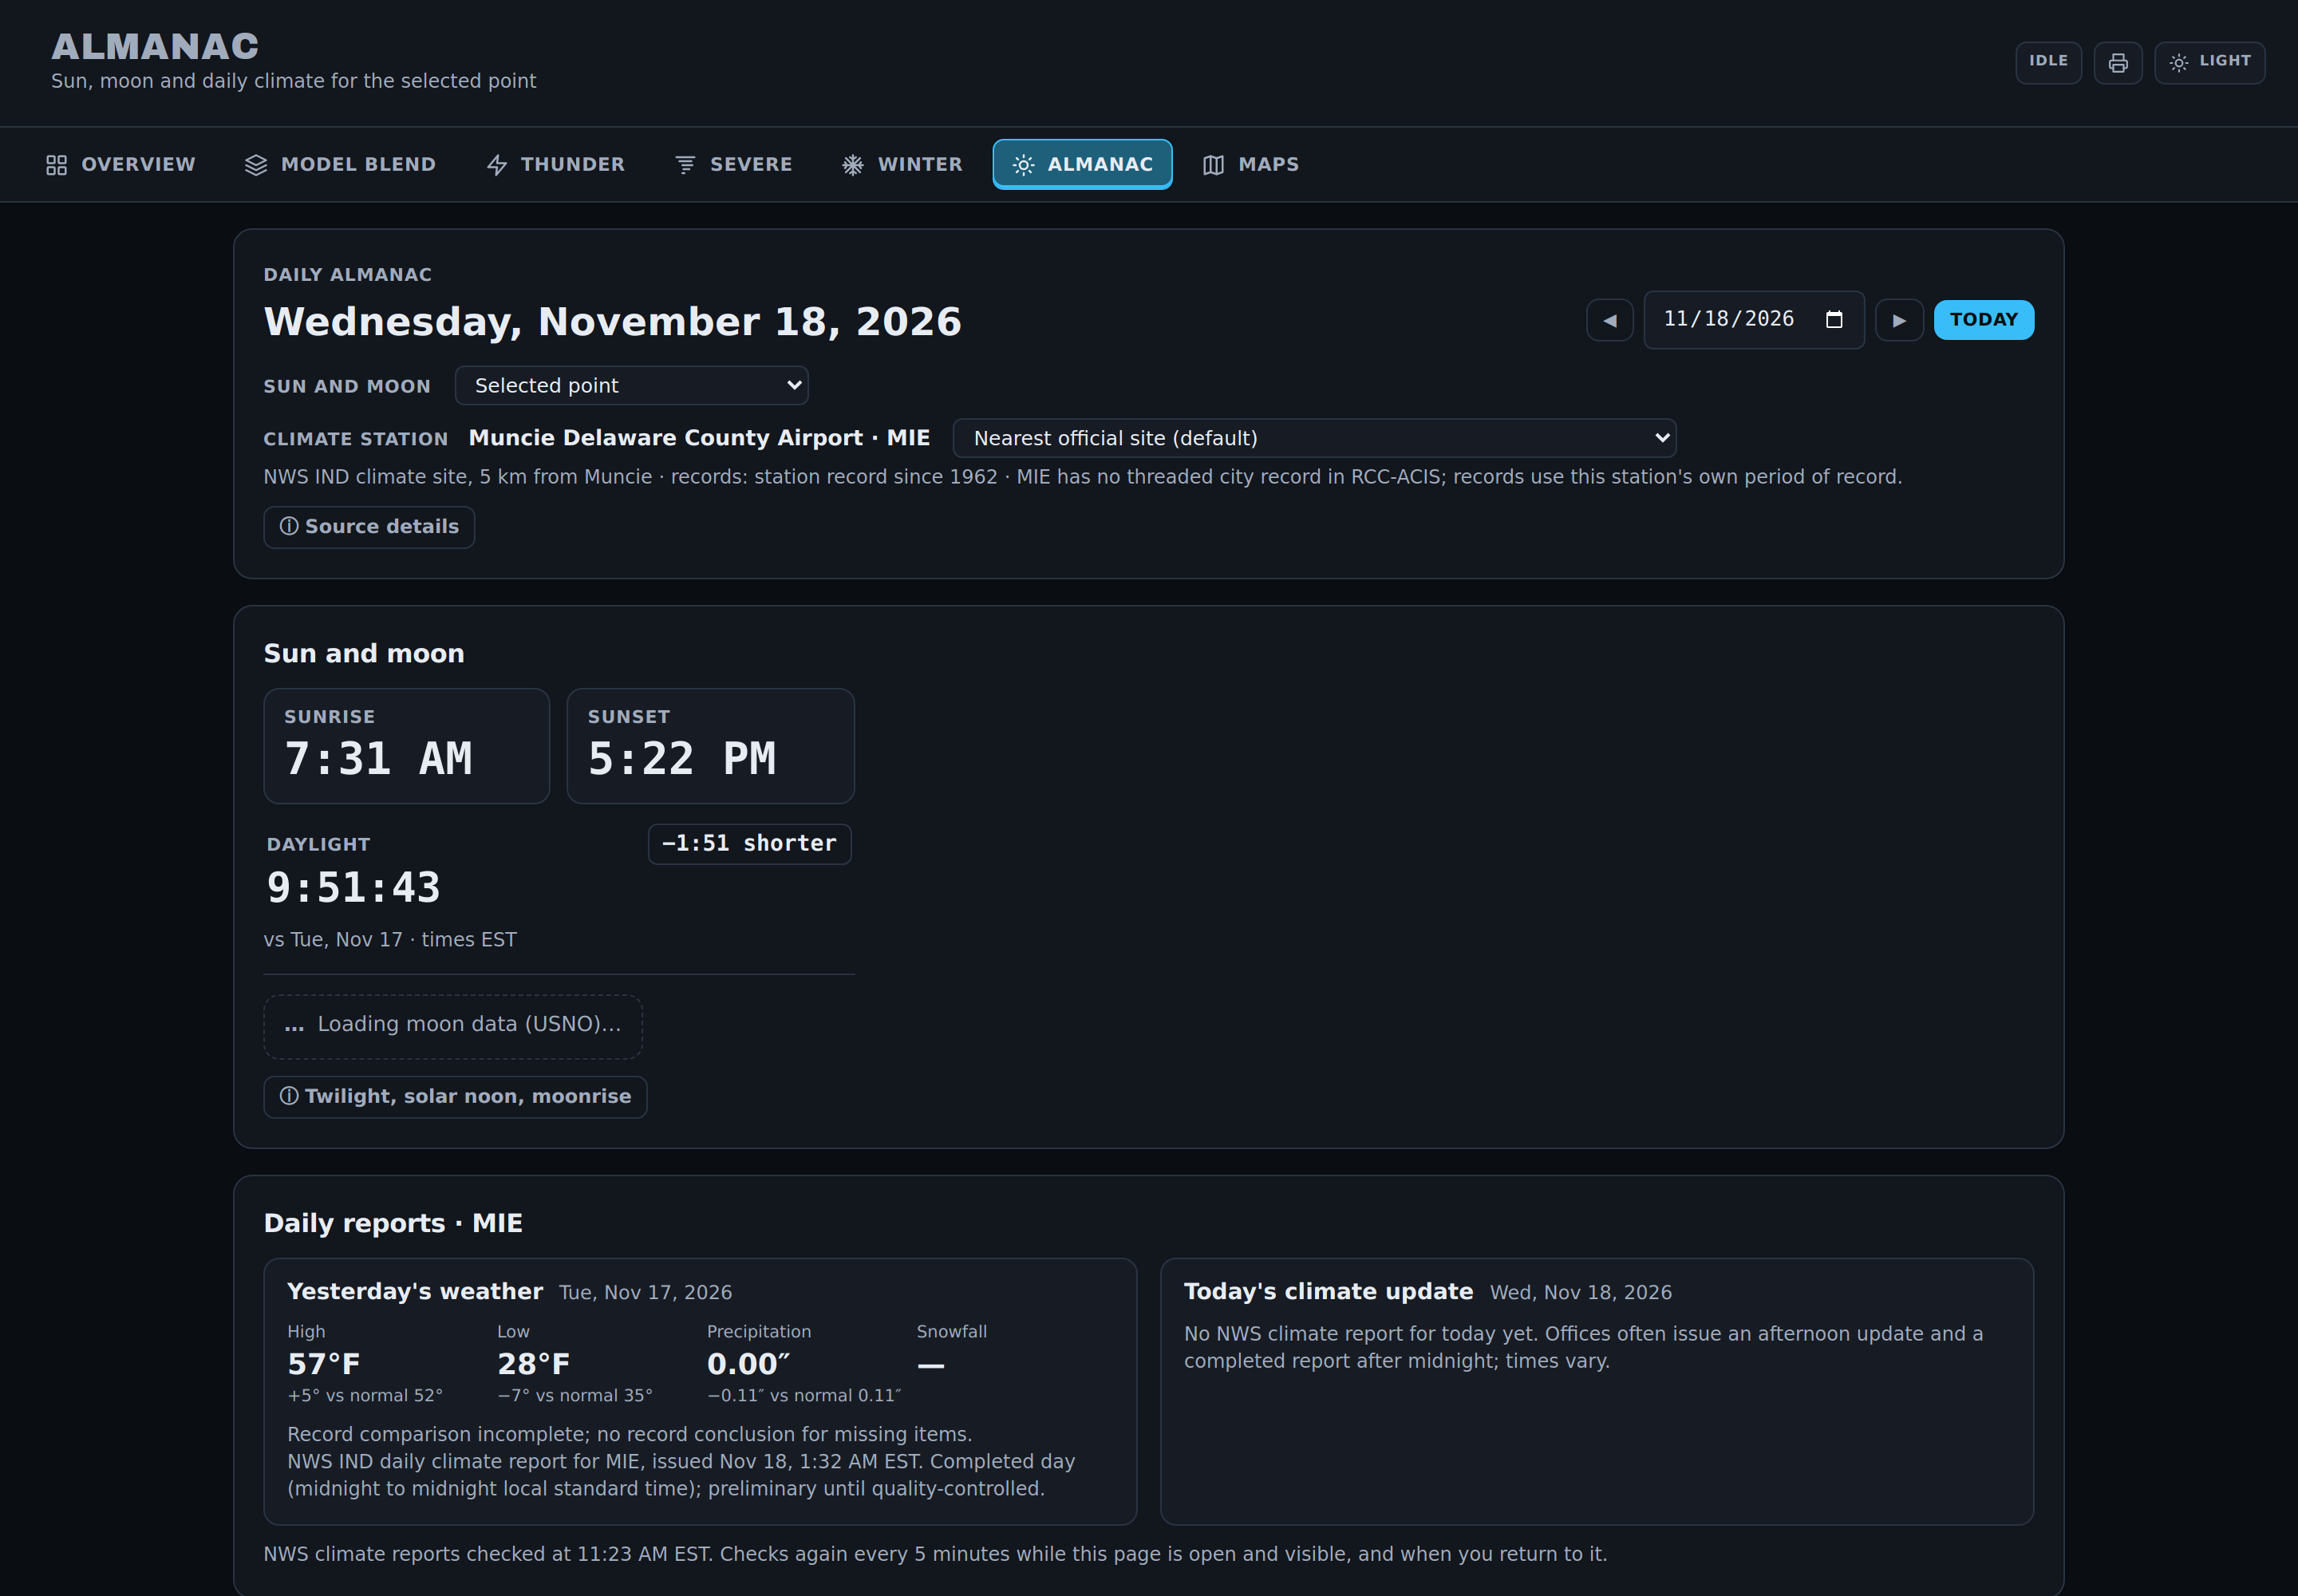 ALMANAC
Sun, moon and daily climate for the selected point
IDLE
LIGHT
OVERVIEW
MODEL BLEND
THUNDER
SEVERE
WINTER
ALMANAC
MAPS
DAILY ALMANAC
Wednesday, November 18, 2026
◀
11/18/2026
▶
TODAY
SUN AND MOON
Selected point
CLIMATE STATION
Muncie Delaware County Airport · MIE
Nearest official site (default)
NWS IND climate site, 5 km from Muncie · records: station record since 1962 · MIE has no threaded city record in RCC-ACIS; records use this station's own period of record.
ⓘ Source details
Sun and moon
SUNRISE
7:31 AM
SUNSET
5:22 PM
DAYLIGHT
−1:51 shorter
9:51:43
vs Tue, Nov 17 · times EST
… Loading moon data (USNO)…
ⓘ Twilight, solar noon, moonrise
Daily reports · MIE
Yesterday's weather Tue, Nov 17, 2026
High
57°F
+5° vs normal 52°
Low
28°F
−7° vs normal 35°
Precipitation
0.00″
−0.11″ vs normal 0.11″
Snowfall
—
Record comparison incomplete; no record conclusion for missing items.
NWS IND daily climate report for MIE, issued Nov 18, 1:32 AM EST. Completed day
(midnight to midnight local standard time); preliminary until quality-controlled.
Today's climate update Wed, Nov 18, 2026
No NWS climate report for today yet. Offices often issue an afternoon update and a
completed report after midnight; times vary.
NWS climate reports checked at 11:23 AM EST. Checks again every 5 minutes while this page is open and visible, and when you return to it.